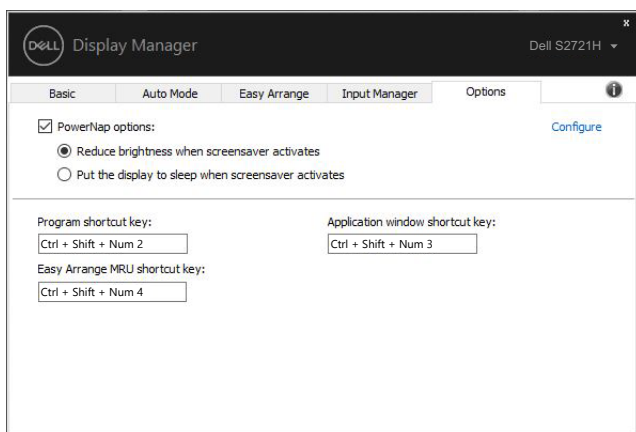 x
DELL Display Manager
Dell S2721H
Basic Auto Mode Easy Arrange Input Manager Options
PowerNap options:
Configure
Reduce brightness when screensaver activates
Put the display to sleep when screensaver activates
Program shortcut key:
Application window shortcut key:
Ctrl + Shift + Num 2
Ctrl + Shift + Num 3
Easy Arrange MRU shortcut key:
Ctrl + Shift + Num 4